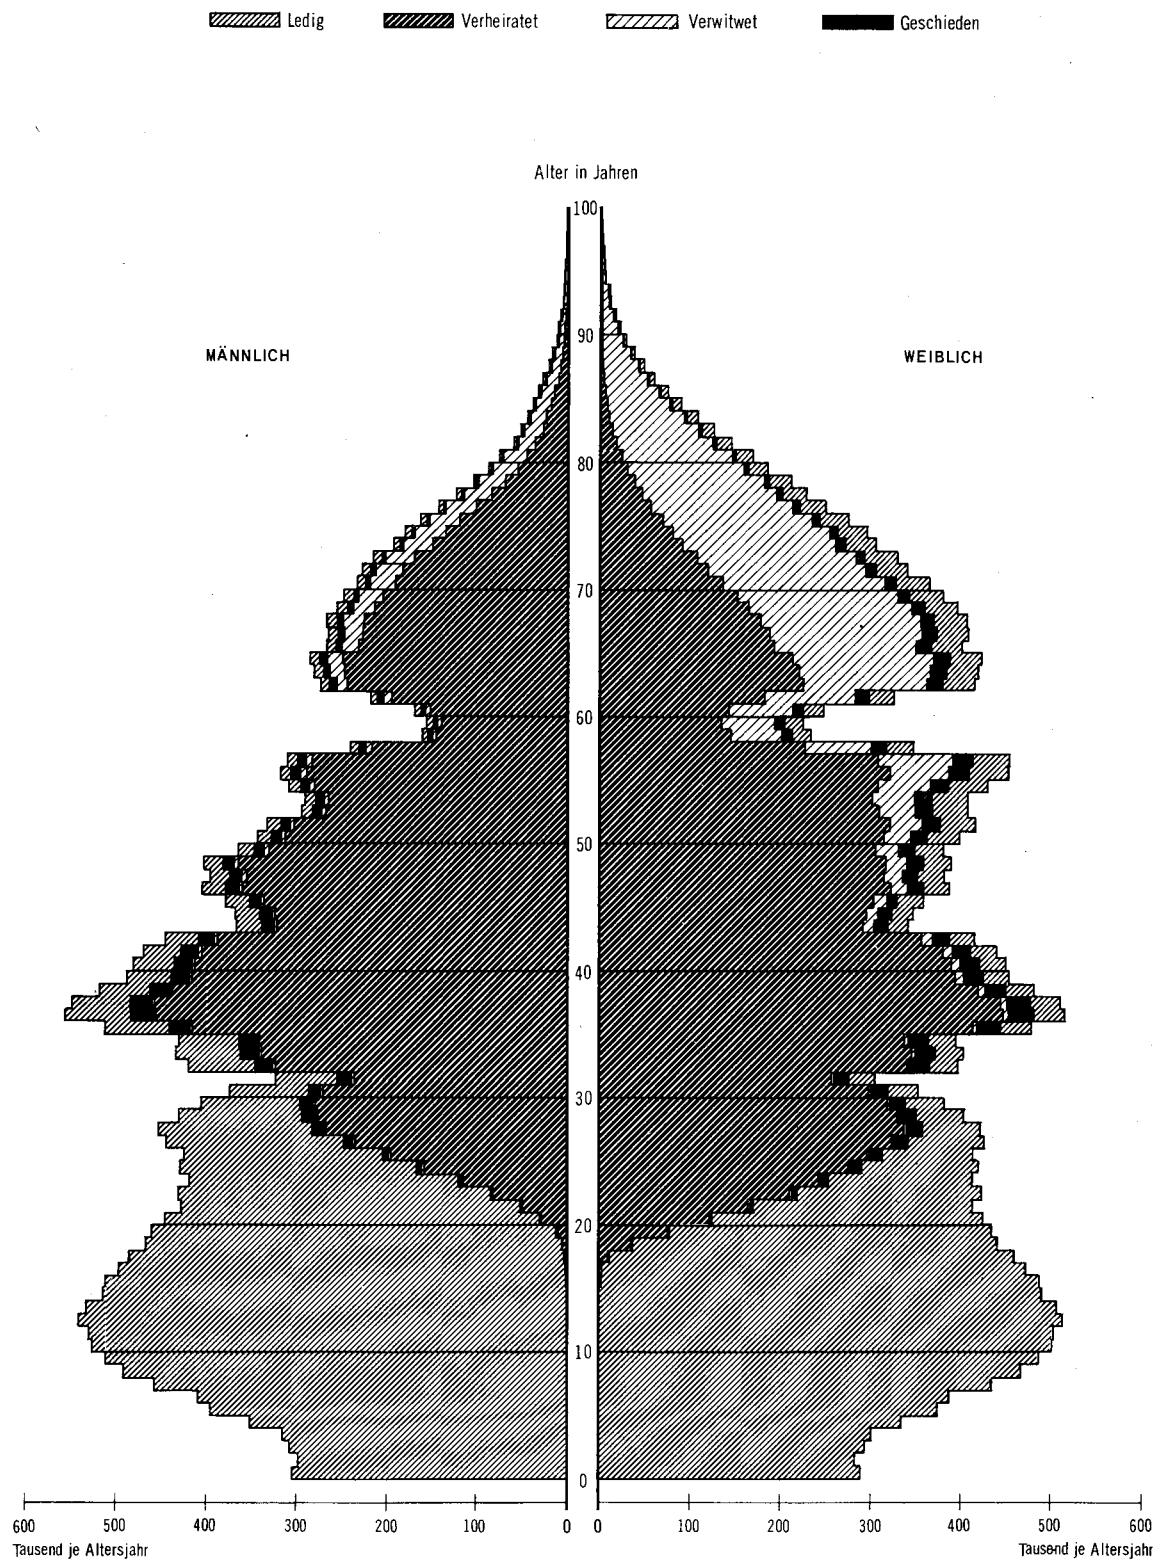 Ledig Verheiratet Verwitwet Geschieden
Alter in Jahren
100
90
MÄNNLICH WEIBLICH
80
70
60
50
40
30
20
10
0
600 500 400 300 200 100 0 0 100 200 300 400 500 600
Tausend je Altersjahr Tausend je Altersjahr